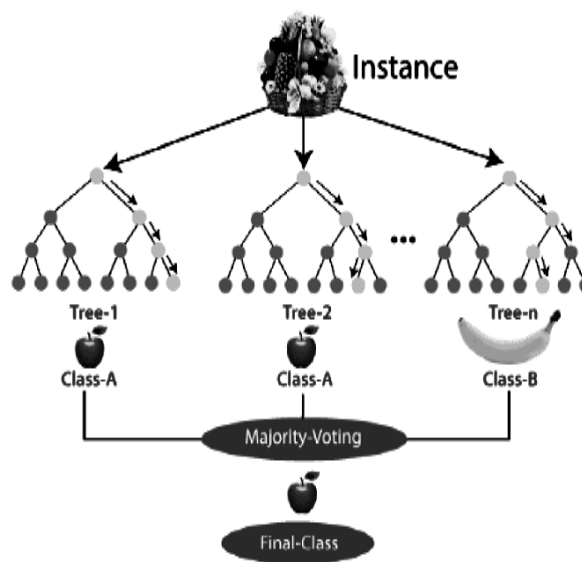 Instance
...
Tree-1
Tree-2
Tree-n
Class-A
Class-A
Class-B
Majority-Voting
Final-Class